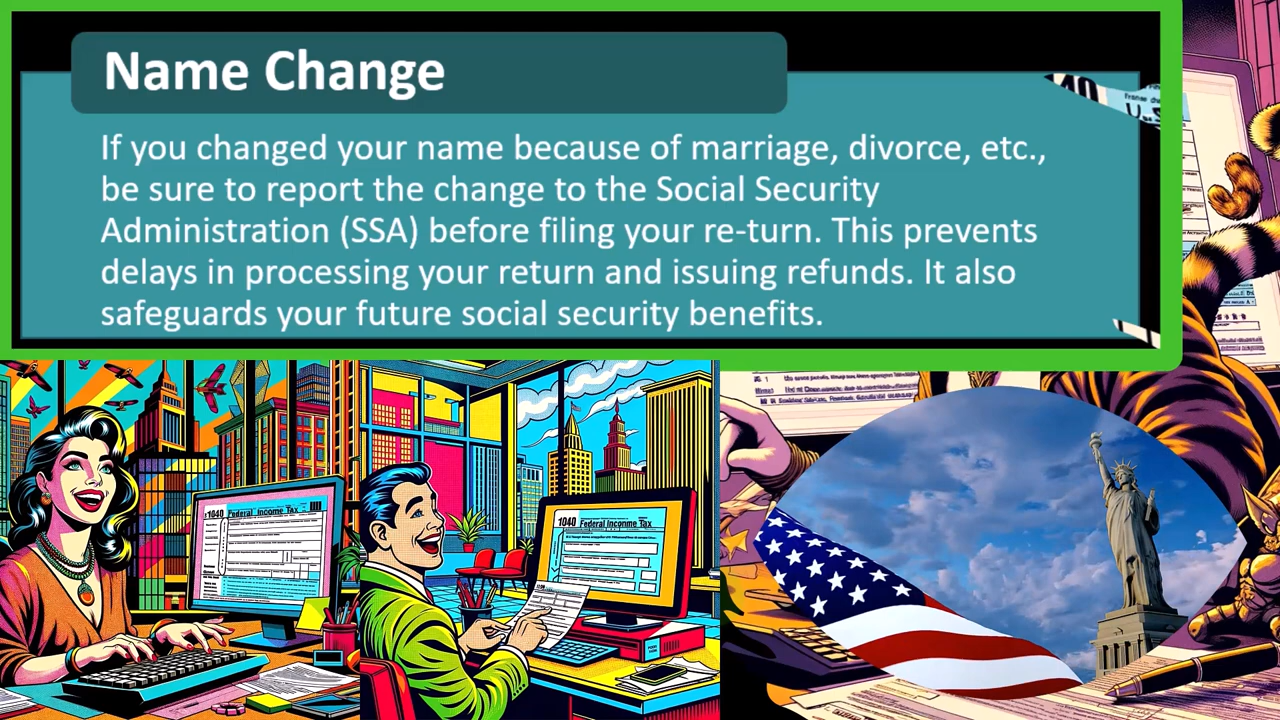 Name Change
If you changed your name because of marriage, divorce, etc.,
be sure to report the change to the Social Security
Administration (SSA) before filing your re-turn. This prevents
delays in processing your return and issuing refunds. It also
safeguards your future social security benefits.
1040 Federal Income Tax
1040 Federal Inconme Tax